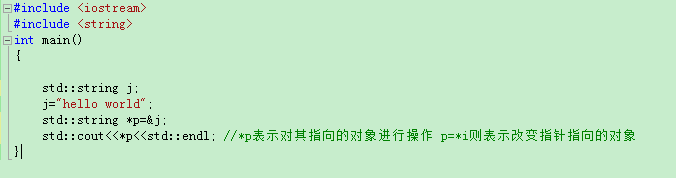 #include <iostream>
#include <string>
int main()
{
std::string j;
j="hello world";
std::string *p=&j;
std::cout<<*p<<std::endl; //*p表示对其指向的对象进行操作 p=*i则表示改变指针指向的对象
}